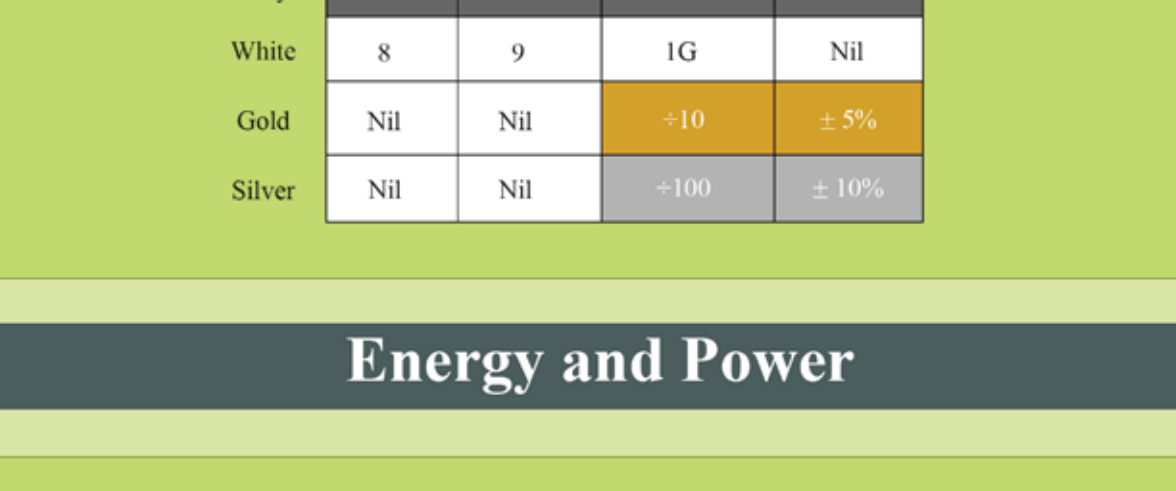 White 8 9 1G Nil
Gold Nil Nil ÷10 ± 5%
Silver Nil Nil ÷100 ± 10%
Energy and Power